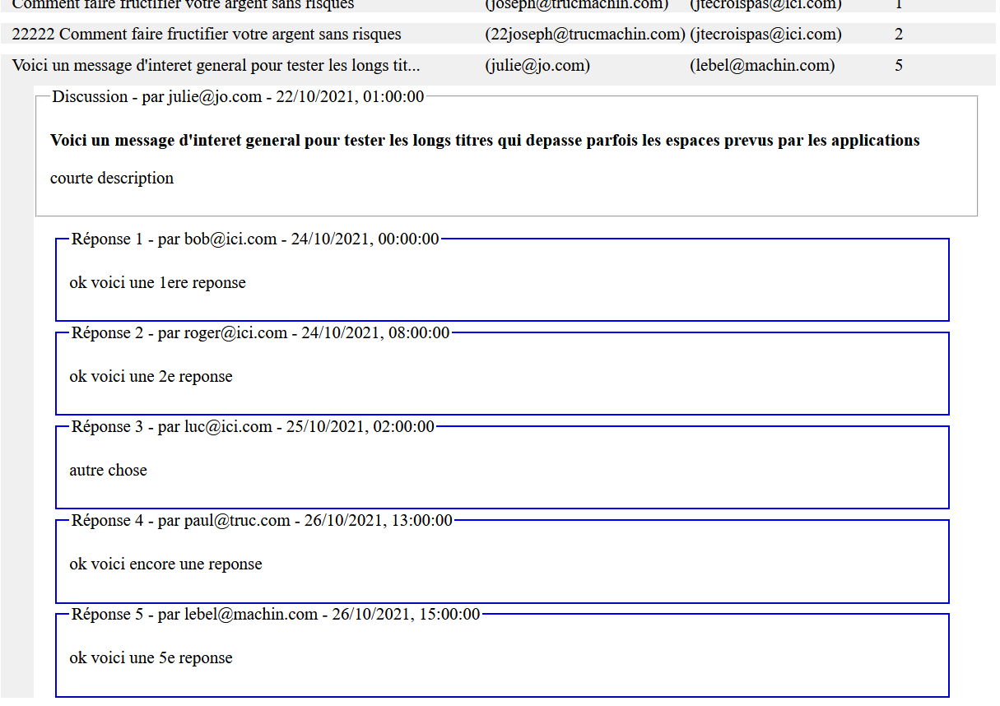 Comment faire fructifier votre argent sans risques (joseph@trucmachin.com) (jtecroispas@ici.com) 1
22222 Comment faire fructifier votre argent sans risques (22joseph@trucmachin.com) (jtecroispas@ici.com) 2
Voici un message d'interet general pour tester les longs tit... (julie@jo.com) (lebel@machin.com) 5
Discussion - par julie@jo.com - 22/10/2021, 01:00:00
Voici un message d'interet general pour tester les longs titres qui depasse parfois les espaces prevus par les applications
courte description
Réponse 1 - par bob@ici.com - 24/10/2021, 00:00:00
ok voici une 1ere reponse
Réponse 2 - par roger@ici.com - 24/10/2021, 08:00:00
ok voici une 2e reponse
Réponse 3 - par luc@ici.com - 25/10/2021, 02:00:00
autre chose
Réponse 4 - par paul@truc.com - 26/10/2021, 13:00:00
ok voici encore une reponse
Réponse 5 - par lebel@machin.com - 26/10/2021, 15:00:00
ok voici une 5e reponse